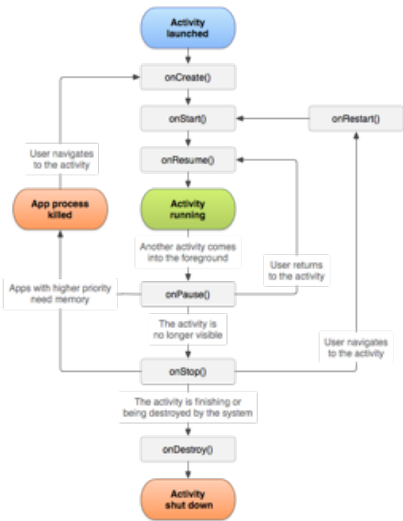 Activity
launched
onCreate()
onStart()
onRestart()
User navigates
to the activity
onResume()
App process
killed
Activity
running
Another activity comes
into the foreground
User returns
to the activity
Apps with higher priority
need memory
onPause()
The activity is
no longer visible
User navigates
to the activity
onStop()
The activity is finishing or
being destroyed by the system
onDestroy()
Activity
shut down